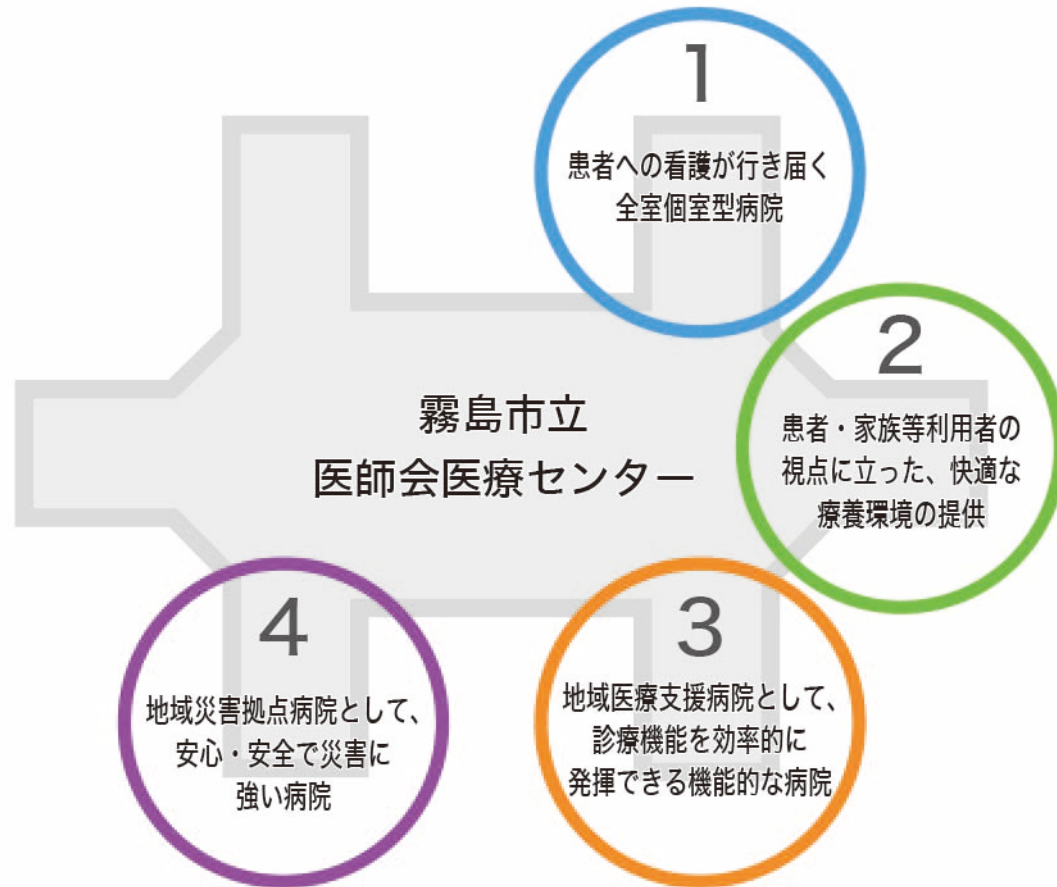 1
患者への看護が行き届く
全室個室型病院
2
患者・家族等利用者の
視点に立った、快適な
療養環境の提供
霧島市立
医師会医療センター
3
地域医療支援病院として、
診療機能を効率的に
発揮できる機能的な病院
4
地域災害拠点病院として、
安心・安全で災害に
強い病院